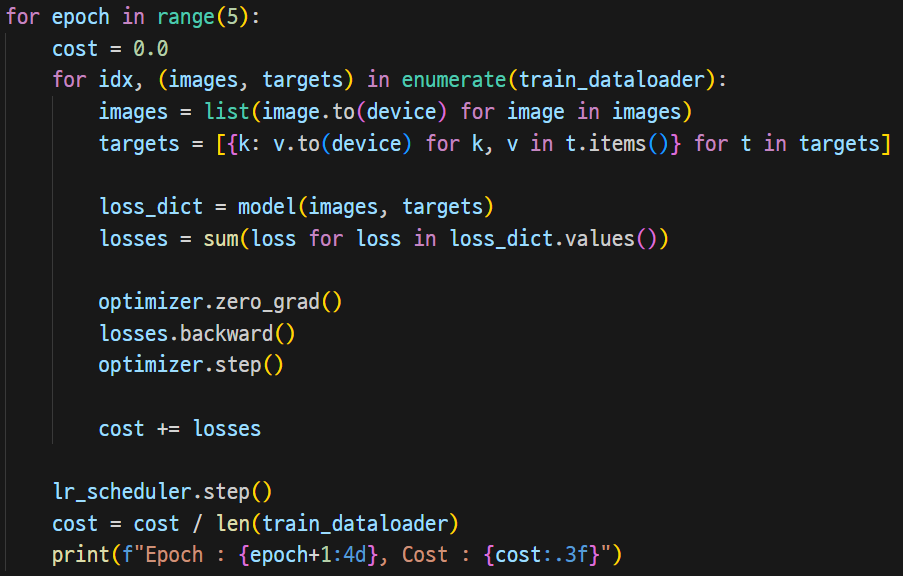 for epoch in range(5):
    cost = 0.0
    for idx, (images, targets) in enumerate(train_dataloader):
        images = list(image.to(device) for image in images)
        targets = [{k: v.to(device) for k, v in t.items()} for t in targets]

        loss_dict = model(images, targets)
        losses = sum(loss for loss in loss_dict.values())

        optimizer.zero_grad()
        losses.backward()
        optimizer.step()

        cost += losses

    lr_scheduler.step()
    cost = cost / len(train_dataloader)
    print(f"Epoch : {epoch+1:4d}, Cost : {cost:.3f}")